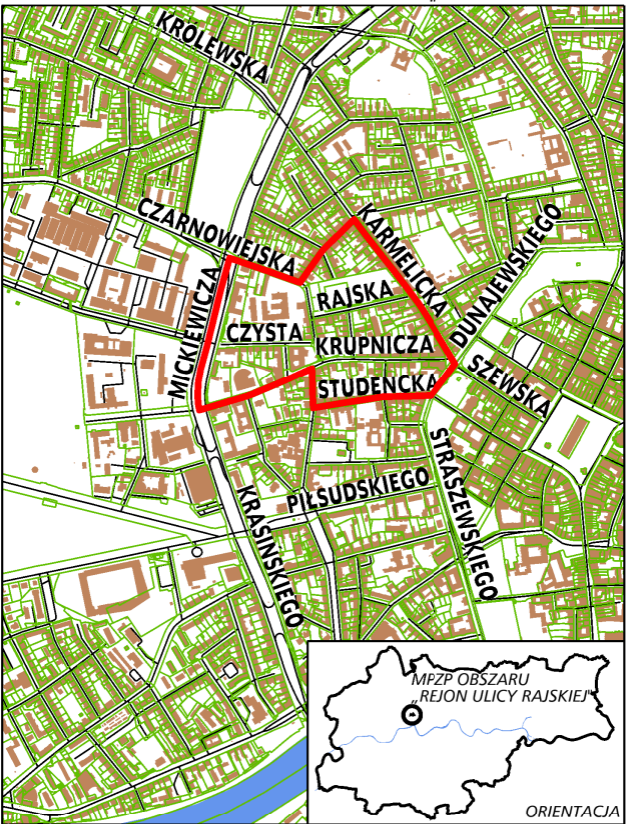 KRÓLEWSKA
CZARNOWIEJSKA
KARMELICKA
DUNAJEWSKIEGO
MICKIEWICZA
RAJSKA
CZYSTA
KRUPNICZA
SZEWSKA
STUDENCKA
STRASZEWSKIEGO
PIŁSUDSKIEGO
KRASIŃSKIEGO
MPZP OBSZARU
„REJON ULICY RAJSKIEJ"
ORIENTACJA